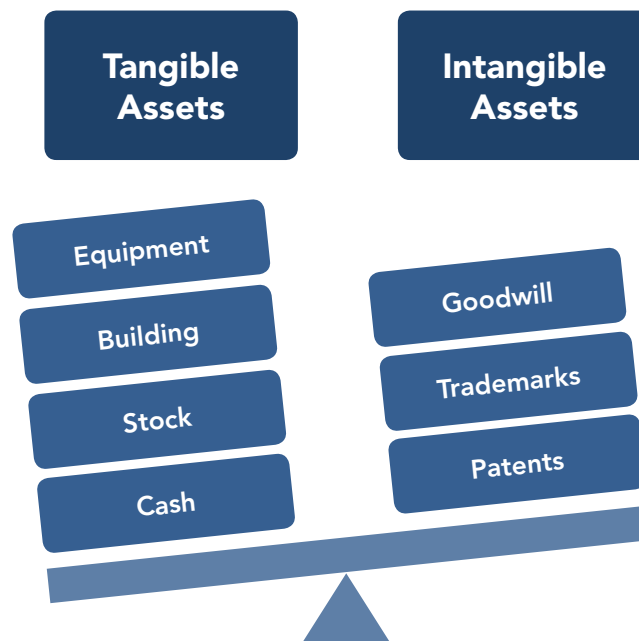 Tangible
Assets
Intangible
Assets
Equipment
Building
Stock
Cash
Goodwill
Trademarks
Patents